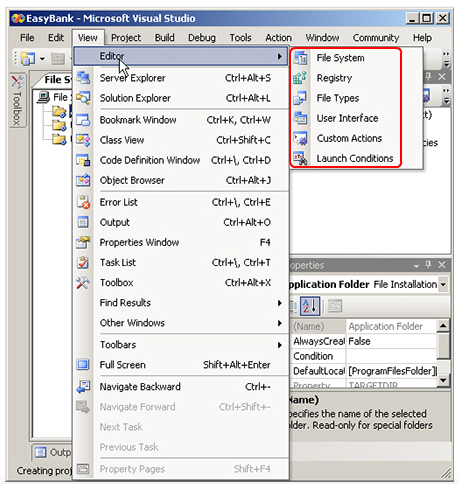 EasyBank - Microsoft Visual Studio
File Edit View Project Build Debug Tools Action Window Community Help
Editor
File System
Registry
File Types
User Interface
Custom Actions
Launch Conditions
Toolbox
File Sy
File
Server Explorer Ctrl+Alt+S
Solution Explorer Ctrl+Alt+L
Bookmark Window Ctrl+K, Ctrl+W
Class View Ctrl+Shift+C
Code Definition Window Ctrl+\, Ctrl+D
Object Browser Ctrl+Alt+J
Error List Ctrl+\, Ctrl+E
Output Ctrl+Alt+O
Properties Window F4
Task List Ctrl+\, Ctrl+T
Toolbox Ctrl+Alt+X
Find Results
Other Windows
Toolbars
Full Screen Shift+Alt+Enter
Navigate Backward Ctrl+-
Navigate Forward Ctrl+Shift+-
Next Task
Previous Task
Property Pages Shift+F4
cies
operties
pplication Folder File Installation
(Name) Application Folder
AlwaysCreat False
Condition
DefaultLocat [ProgramFilesFolder][
Property TARGETDIR
Name)
pecifies the name of the selected
older. Read-only for special folders
Outp
Creating proj